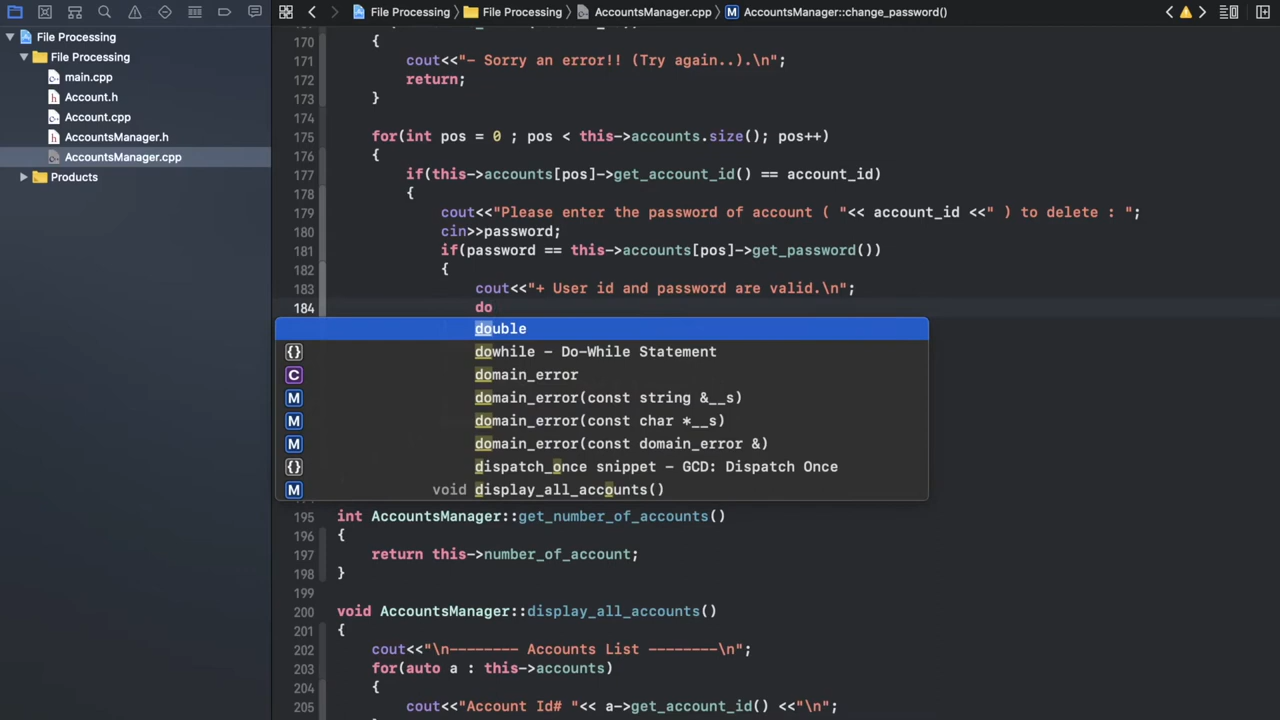 File Processing
File Processing
AccountsManager.cpp
AccountsManager::change_password()
File Processing
File Processing
main.cpp
Account.h
Account.cpp
AccountsManager.h
AccountsManager.cpp
Products
170 {
171 cout<<"- Sorry an error!! (Try again..).\n";
172 return;
173 }
174
175 for(int pos = 0 ; pos < this->accounts.size(); pos++)
176 {
177 if(this->accounts[pos]->get_account_id() == account_id)
178 {
179 cout<<"Please enter the password of account ( "<< account_id <<" ) to delete : ";
180 cin>>password;
181 if(password == this->accounts[pos]->get_password())
182 {
183 cout<<"+ User id and password are valid.\n";
184 do
double
dowhile – Do-While Statement
domain_error
domain_error(const string &__s)
domain_error(const char *__s)
domain_error(const domain_error &)
dispatch_once snippet – GCD: Dispatch Once
void display_all_accounts()
195 int AccountsManager::get_number_of_accounts()
196 {
197 return this->number_of_account;
198 }
199
200 void AccountsManager::display_all_accounts()
201 {
202 cout<<"\n-------- Accounts List --------\n";
203 for(auto a : this->accounts)
204 {
205 cout<<"Account Id# "<< a->get_account_id() <<"\n";